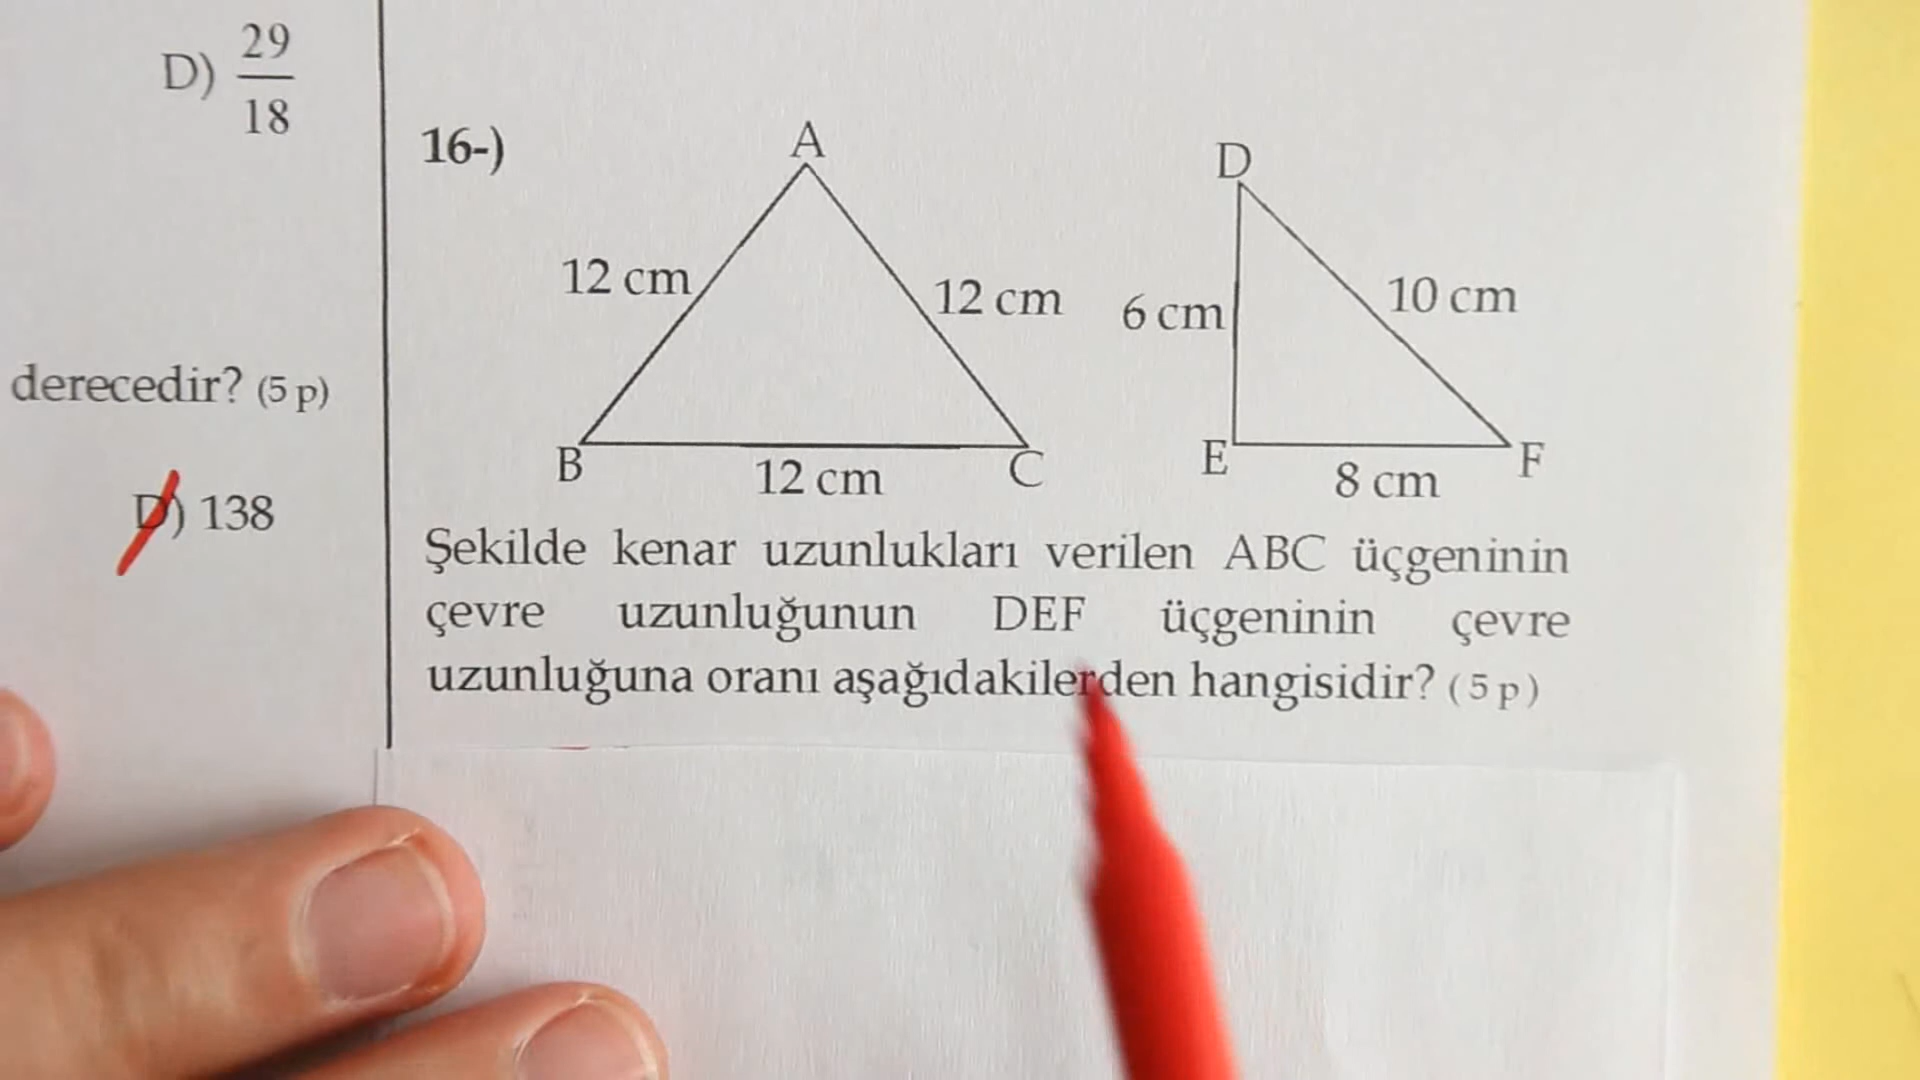 D) 29
18
derecedir? (5 p)
D) 138
16-)
A
12 cm
12 cm
B
12 cm
C
D
6 cm
10 cm
E
8 cm
F
Şekilde kenar uzunlukları verilen ABC üçgeninin
çevre uzunluğunun DEF üçgeninin çevre
uzunluğuna oranı aşağıdakilerden hangisidir? (5 p)